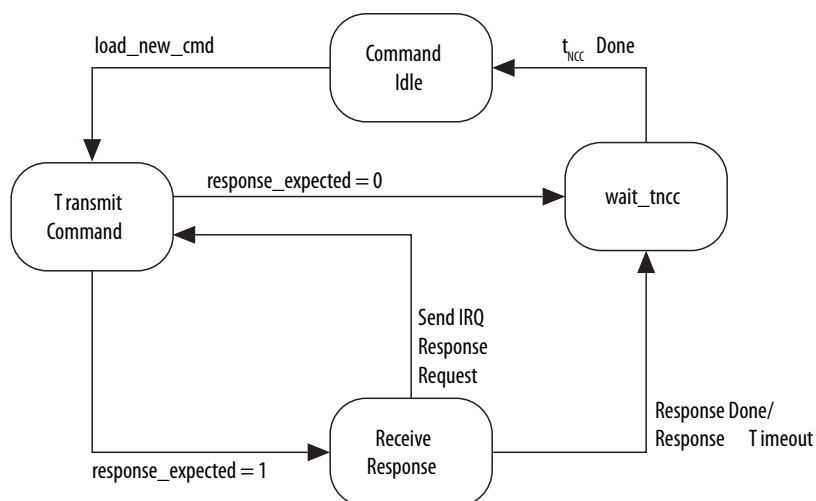 load_new_cmd
Command
Idle
tNCC Done
Transmit
Command
response_expected = 0
wait_tncc
Send IRQ
Response
Request
Response Done/
Response Timeout
Receive
Response
response_expected = 1